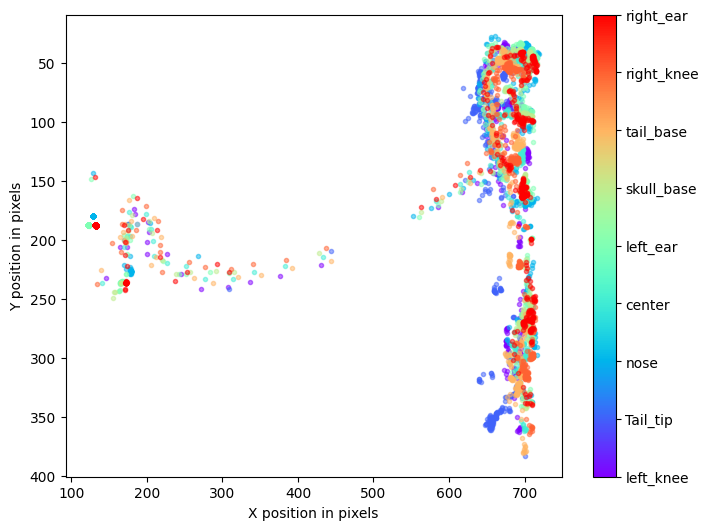 50
100
150
200
250
300
350
400
Y position in pixels
100
200
300
400
500
600
700
X position in pixels
right_ear
right_knee
tail_base
skull_base
left_ear
center
nose
Tail_tip
left_knee